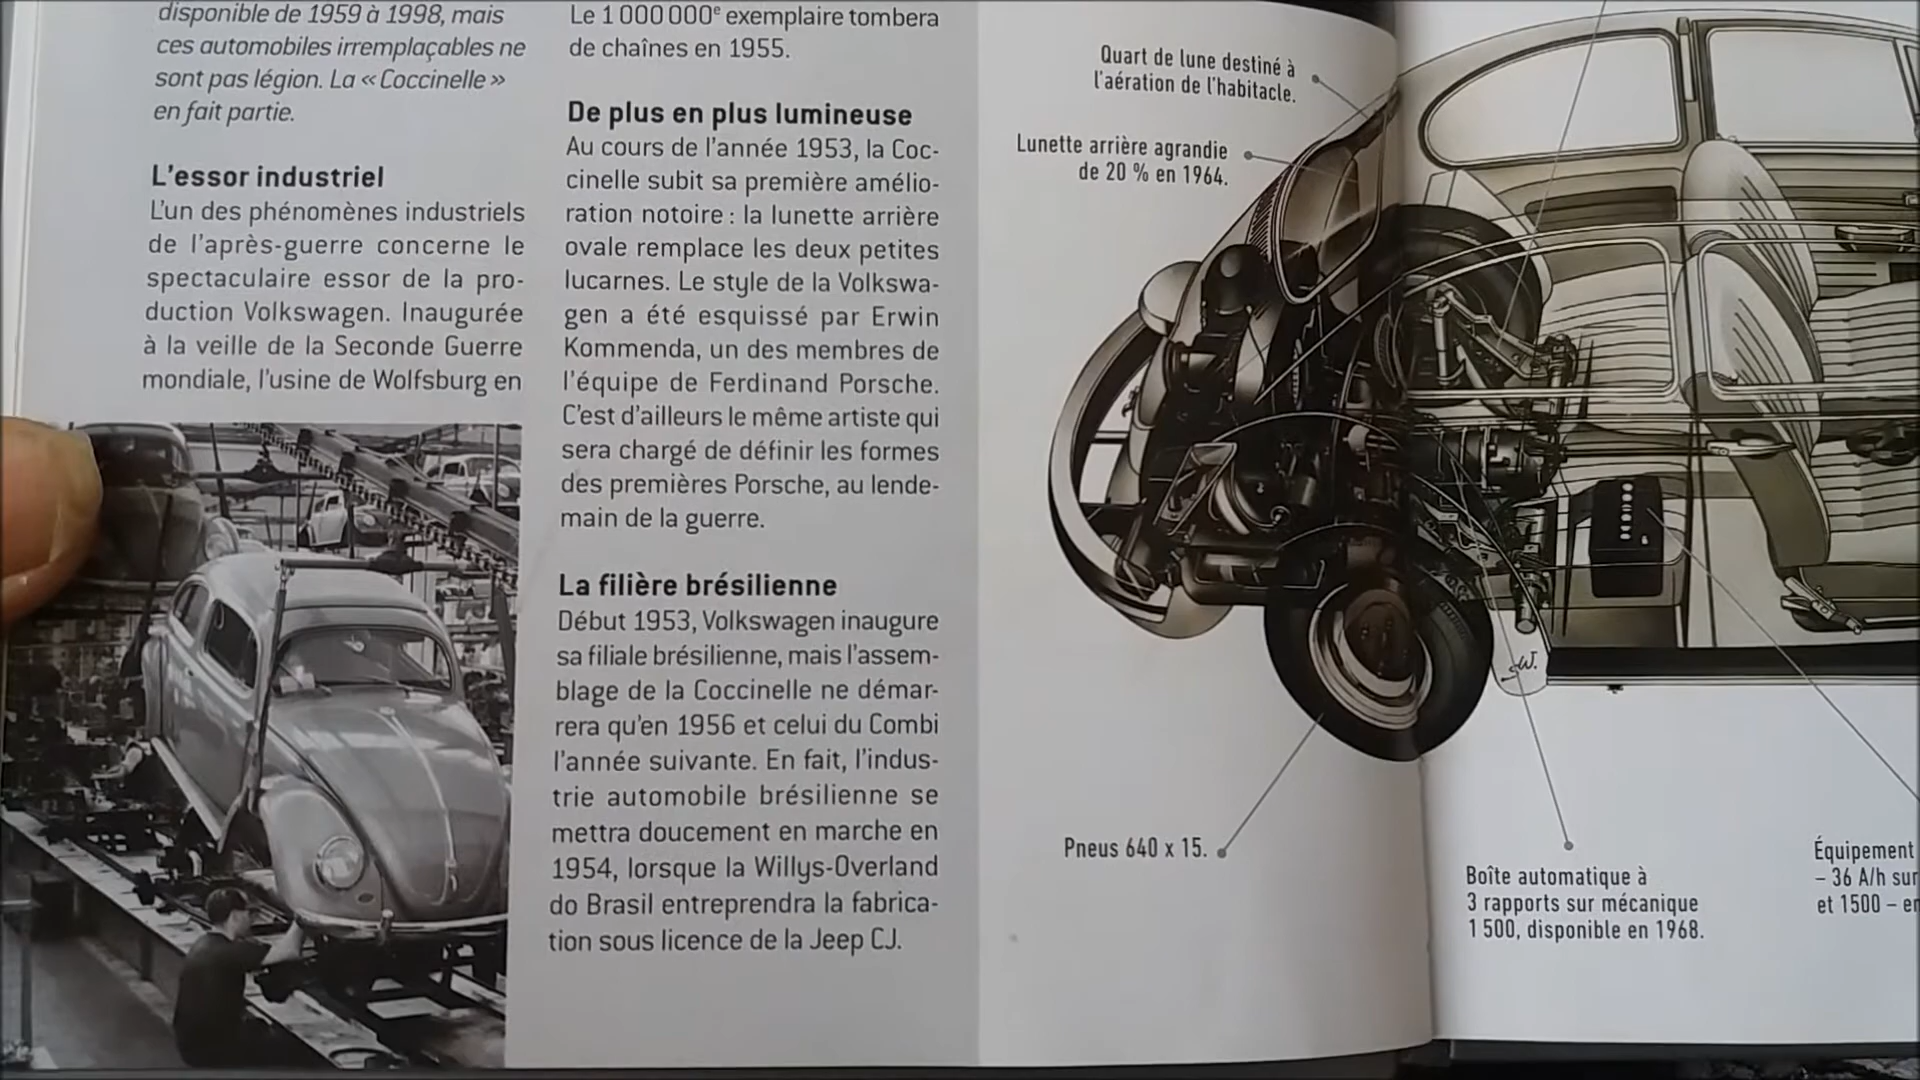 disponible de 1959 à 1998, mais
ces automobiles irremplaçables ne
sont pas légion. La « Coccinelle »
en fait partie.
L'essor industriel
L'un des phénomènes industriels
de l'après-guerre concerne le
spectaculaire essor de la pro-
duction Volkswagen. Inaugurée
à la veille de la Seconde Guerre
mondiale, l'usine de Wolfsburg en
Le 1 000 000e exemplaire tombera
de chaînes en 1955.
De plus en plus lumineuse
Au cours de l'année 1953, la Coc-
cinelle subit sa première amélio-
ration notoire : la lunette arrière
ovale remplace les deux petites
lucarnes. Le style de la Volkswa-
gen a été esquissé par Erwin
Kommenda, un des membres de
l'équipe de Ferdinand Porsche.
C'est d'ailleurs le même artiste qui
sera chargé de définir les formes
des premières Porsche, au lende-
main de la guerre.
La filière brésilienne
Début 1953, Volkswagen inaugure
sa filiale brésilienne, mais l'assem-
blage de la Coccinelle ne démar-
rera qu'en 1956 et celui du Combi
l'année suivante. En fait, l'indus-
trie automobile brésilienne se
mettra doucement en marche en
1954, lorsque la Willys-Overland
do Brasil entreprendra la fabrica-
tion sous licence de la Jeep CJ.
Quart de lune destiné à
l'aération de l'habitacle.
Lunette arrière agrandie
de 20 % en 1964.
Pneus 640 x 15.
S.W.
Boîte automatique à
3 rapports sur mécanique
1 500, disponible en 1968.
Équipement
– 36 A/h sur
et 1500 – en